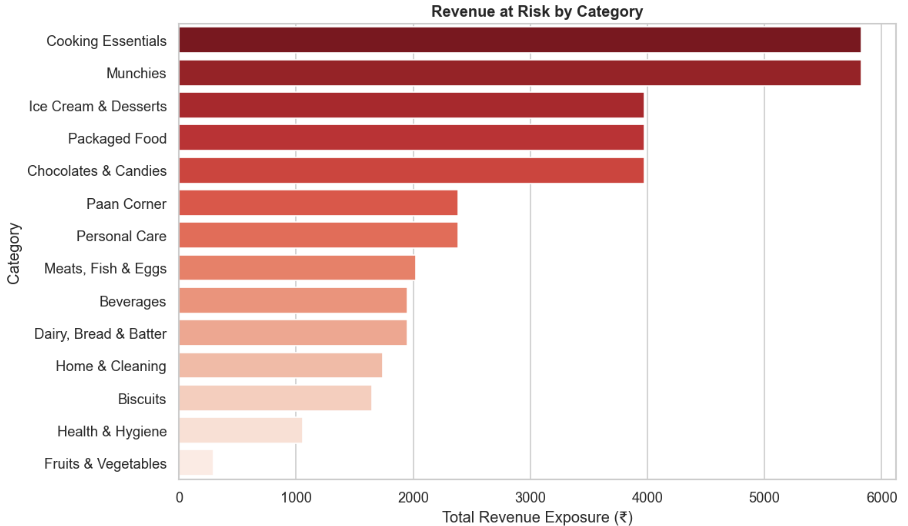 Revenue at Risk by Category
Category
Cooking Essentials
Munchies
Ice Cream & Desserts
Packaged Food
Chocolates & Candies
Paan Corner
Personal Care
Meats, Fish & Eggs
Beverages
Dairy, Bread & Batter
Home & Cleaning
Biscuits
Health & Hygiene
Fruits & Vegetables
0 1000 2000 3000 4000 5000 6000
Total Revenue Exposure (₹)